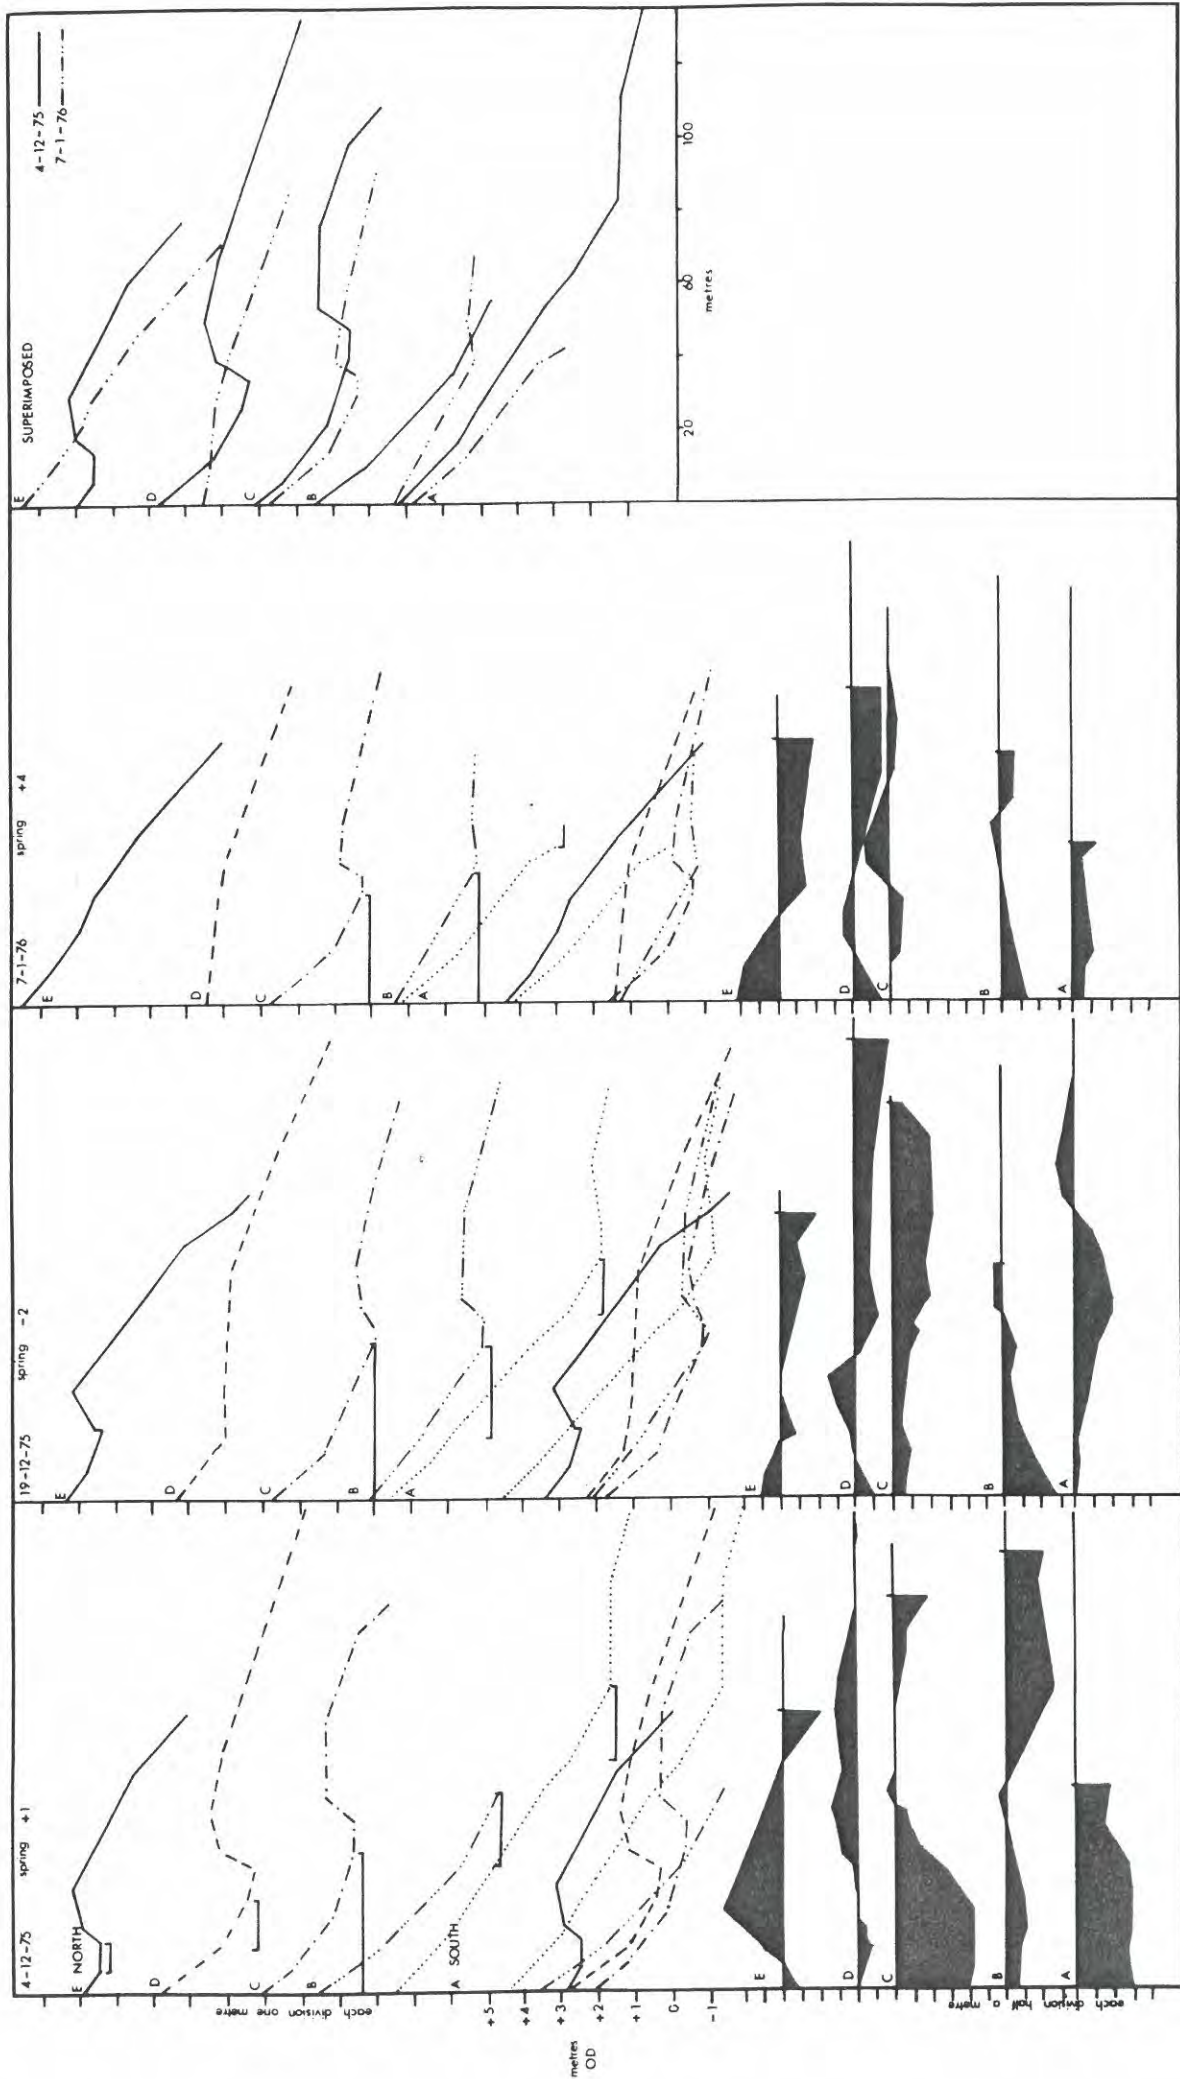 4-12-75 spring +1
E NORTH
D
C
B
A SOUTH
each division one metre
+5
+4
+3
+2
+1
0
-1
metres
OD
E
D
C
B
A
each division half a metre
19-12-75 spring -2
E
D
C
B
A
E
D
C
B
A
7-1-76 spring +4
E
D
C
B
A
E
D
C
B
A
SUPERIMPOSED
4-12-75
7-1-76
E
D
C
B
A
20 60 100
metres